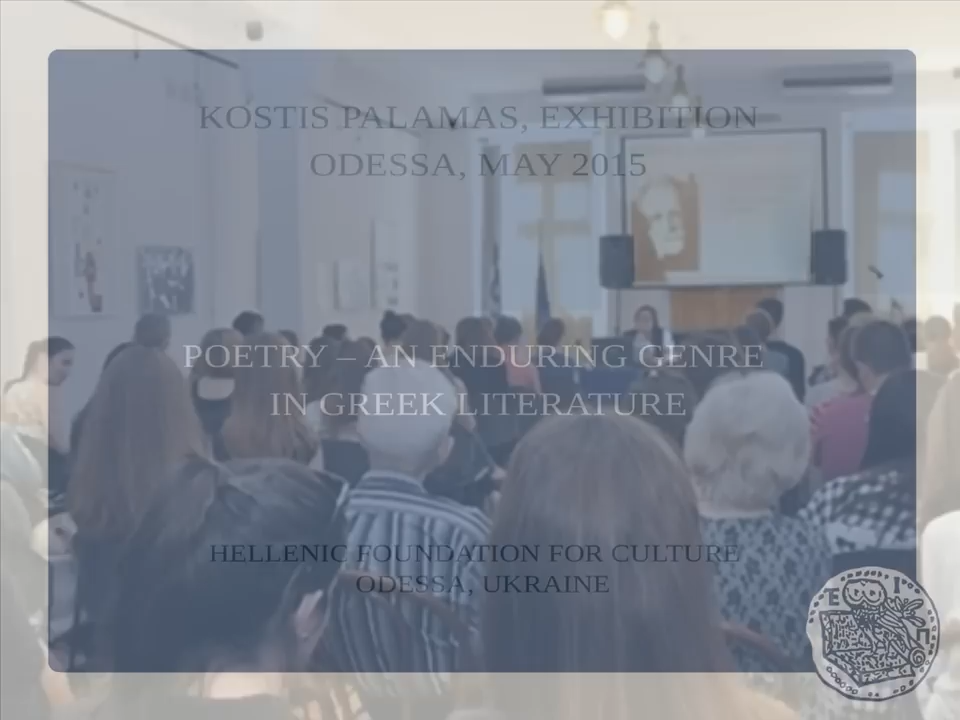 KOSTIS PALAMAS, EXHIBITION
ODESSA, MAY 2015
POETRY – AN ENDURING GENRE
IN GREEK LITERATURE
HELLENIC FOUNDATION FOR CULTURE
ODESSA, UKRAINE
Ε Ι Π